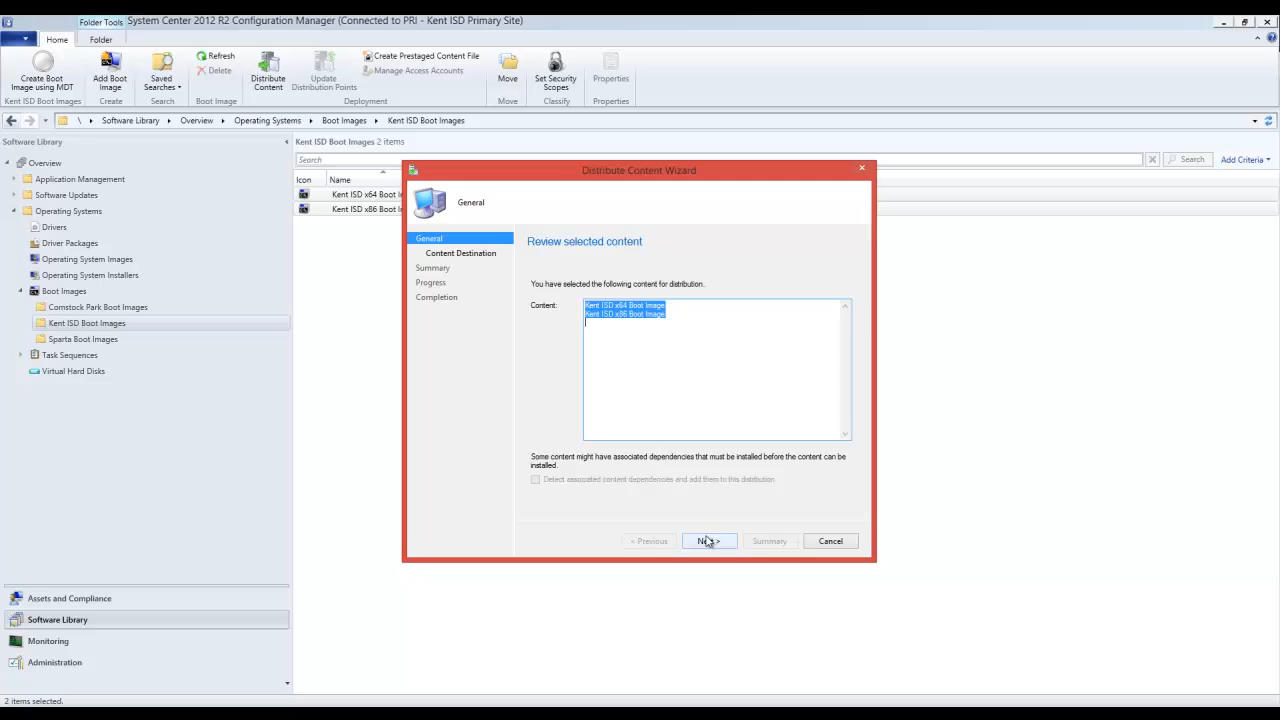 Folder Tools System Center 2012 R2 Configuration Manager (Connected to PRI - Kent ISD Primary Site)
Home Folder
Create Boot
Image using MDT
Add Boot
Image
Saved
Searches
Refresh
Delete
Distribute
Content
Update
Distribution Points
Create Prestaged Content File
Manage Access Accounts
Move
Set Security
Scopes
Properties
Kent ISD Boot Images Create Search Boot Image Deployment Move Classify Properties
\ Software Library Overview Operating Systems Boot Images Kent ISD Boot Images
Software Library
Overview
Application Management
Software Updates
Operating Systems
Drivers
Driver Packages
Operating System Images
Operating System Installers
Boot Images
Comstock Park Boot Images
Kent ISD Boot Images
Sparta Boot Images
Task Sequences
Virtual Hard Disks
Assets and Compliance
Software Library
Monitoring
Administration
Kent ISD Boot Images 2 items
Search Search Add Criteria
Icon Name
Kent ISD x64 Boot
Kent ISD x86 Boot
Distribute Content Wizard
General
General
Content Destination
Summary
Progress
Completion
Review selected content
You have selected the following content for distribution.
Content:
Kent ISD x64 Boot Image
Kent ISD x86 Boot Image
Some content might have associated dependencies that must be installed before the content can be
installed.
Detect associated content dependencies and add them to this distribution
< Previous Next > Summary Cancel
2 items selected.